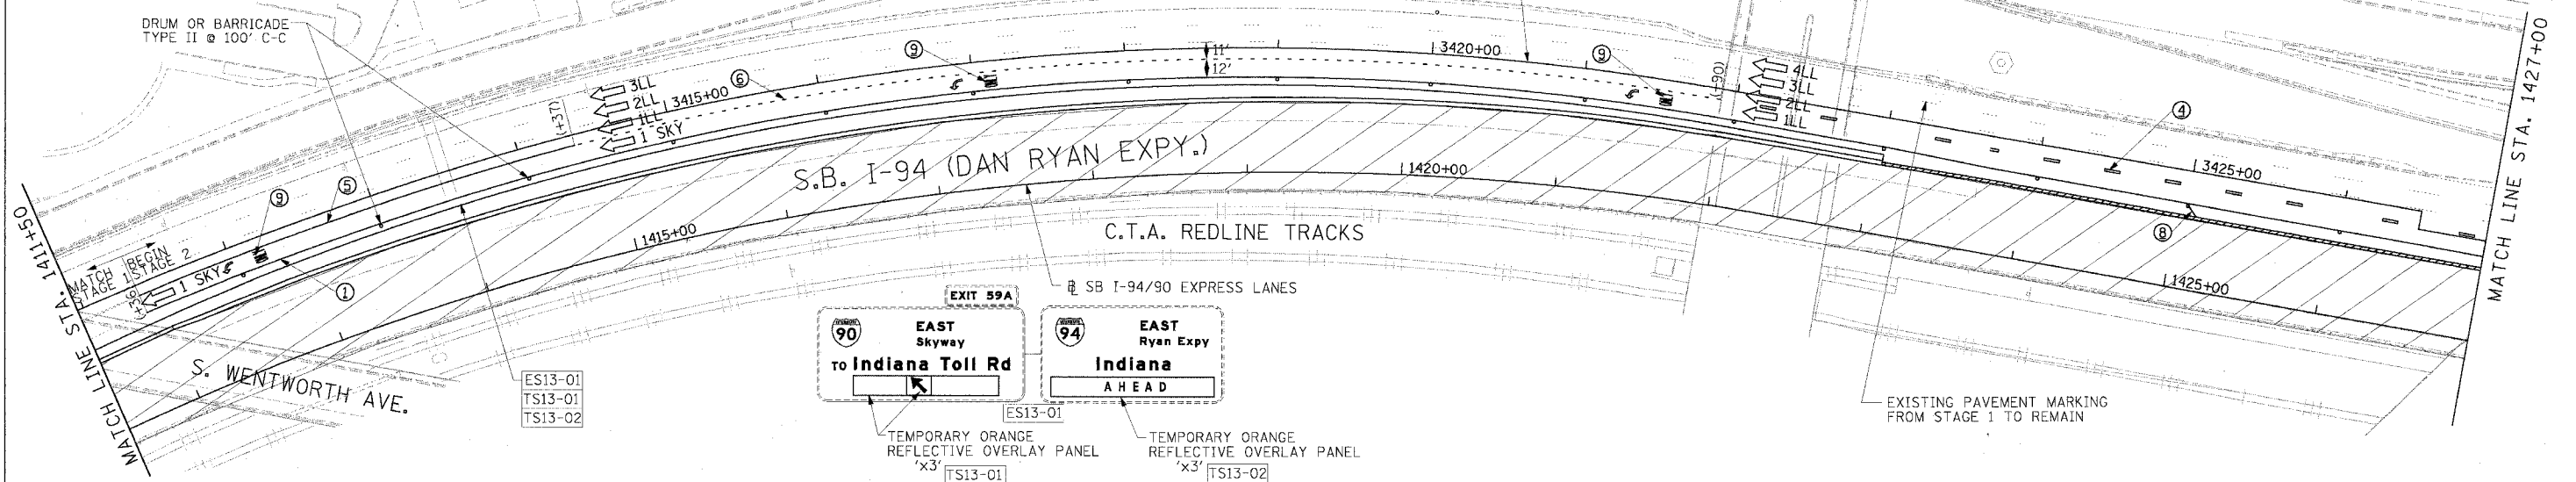 DRUM OR BARRICADE
TYPE II @ 100' C-C
9
6
3LL
2LL
1LL
1 SKY
(+37)
3415+00
9
11'
12'
3420+00
9
(+90)
4LL
3LL
2LL
1LL
4
3425+00
MATCH LINE STA. 1427+00
S.B. I-94 (DAN RYAN EXPY.)
1420+00
5
9
MATCH
STAGE 1
BEGIN
STAGE 2
1 SKY
(+36)
1
1415+00
C.T.A. REDLINE TRACKS
8
1425+00
MATCH LINE STA. 1411+50
S. WENTWORTH AVE.
SB I-94/90 EXPRESS LANES
ES13-01
TS13-01
TS13-02
EXIT 59A
90
EAST
Skyway
TO Indiana Toll Rd
94
EAST
Ryan Expy
Indiana
AHEAD
ES13-01
TEMPORARY ORANGE
REFLECTIVE OVERLAY PANEL
'x3' TS13-01
TEMPORARY ORANGE
REFLECTIVE OVERLAY PANEL
'x3' TS13-02
EXISTING PAVEMENT MARKING
FROM STAGE 1 TO REMAIN